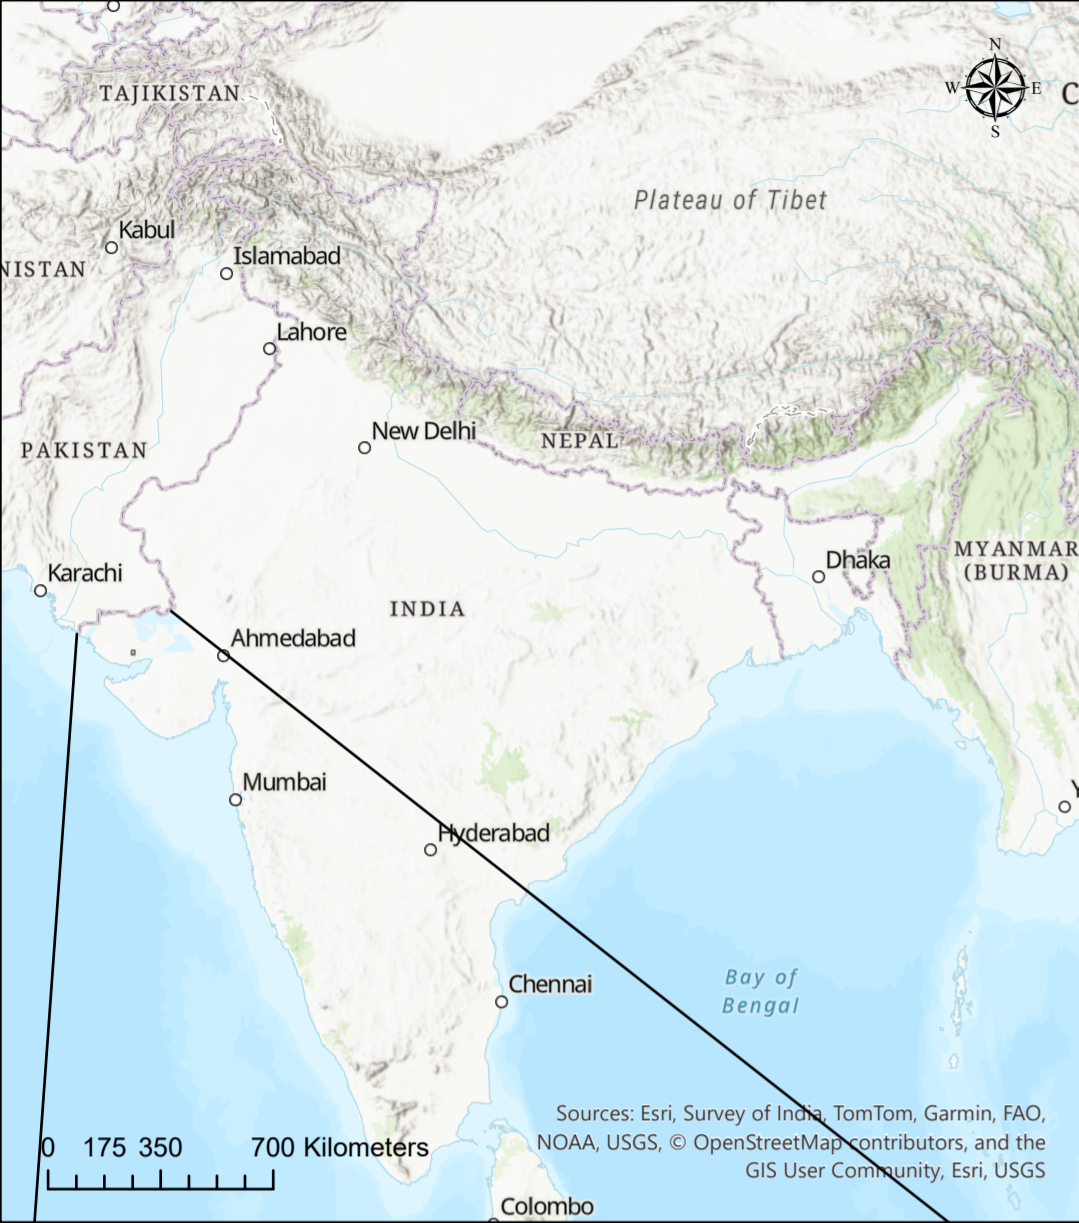 N
W E
S
C
TAJIKISTAN
Plateau of Tibet
Kabul
NISTAN
Islamabad
Lahore
New Delhi
NEPAL
PAKISTAN
Dhaka
MYANMAR
(BURMA)
Karachi
INDIA
Ahmedabad
Mumbai
Y
Hyderabad
Chennai
Bay of
Bengal
Sources: Esri, Survey of India, TomTom, Garmin, FAO,
NOAA, USGS, © OpenStreetMap contributors, and the
GIS User Community, Esri, USGS
0 175 350 700 Kilometers
Colombo